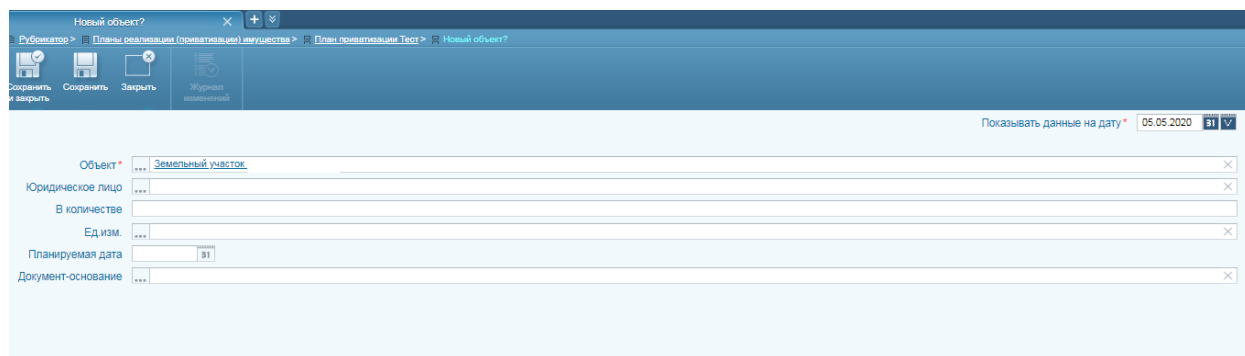 Новый объект?
Рубрикатор > Планы реализации (приватизации) имущества > План приватизации Тест > Новый объект?
Сохранить и закрыть
Сохранить
Закрыть
Журнал изменений
Показывать данные на дату * 05.05.2020 31
Объект * ... Земельный участок
Юридическое лицо ...
В количестве
Ед.изм. ...
Планируемая дата 31
Документ-основание ...